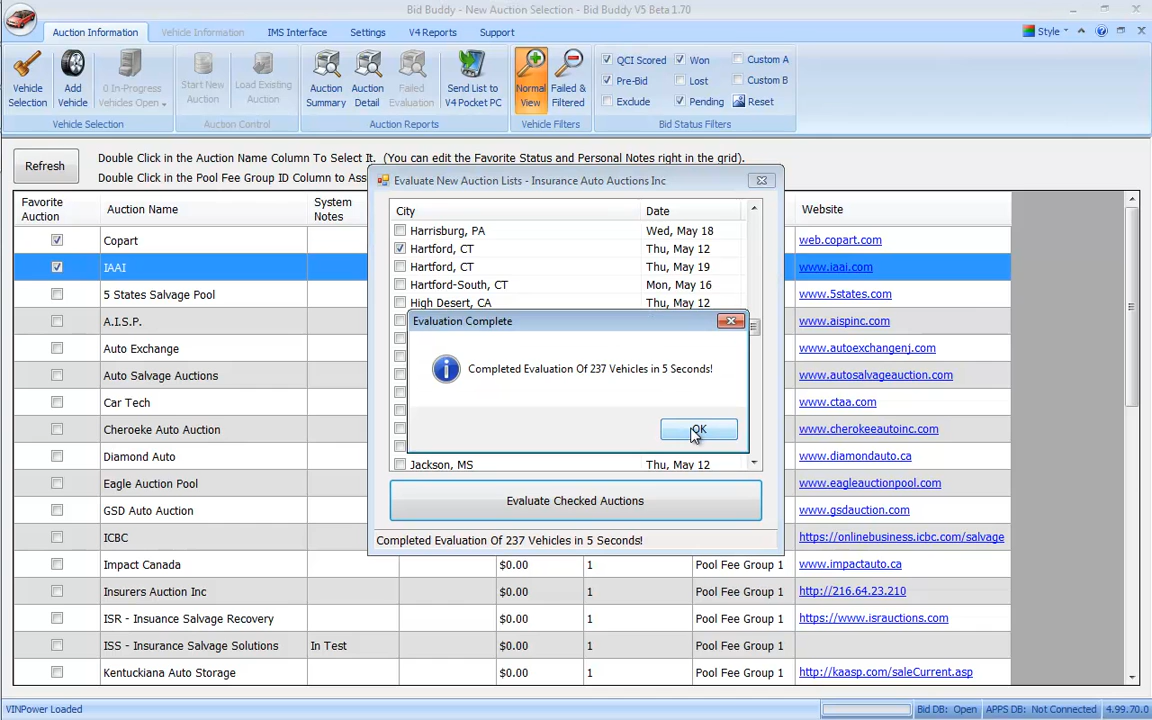 Bid Buddy - New Auction Selection - Bid Buddy V5 Beta 1.70
Auction Information Vehicle Information IMS Interface Settings V4 Reports Support Style
Vehicle Selection
Add Vehicle
0 In-Progress Vehicles Open
Start New Auction
Load Existing Auction
Auction Summary
Auction Detail
Failed Evaluation
Send List to V4 Pocket PC
Normal View
Failed & Filtered
QCI Scored Won Custom A
Pre-Bid Lost Custom B
Exclude Pending Reset
Vehicle Selection Auction Control Auction Reports Vehicle Filters Bid Status Filters
Refresh
Double Click in the Auction Name Column To Select It. (You can edit the Favorite Status and Personal Notes right in the grid).
Double Click in the Pool Fee Group ID Column to Ass
Favorite Auction Auction Name System Notes Website
Copart web.copart.com
IAAI www.iaai.com
5 States Salvage Pool www.5states.com
A.I.S.P. www.aispinc.com
Auto Exchange www.autoexchangenj.com
Auto Salvage Auctions www.autosalvageauction.com
Car Tech www.ctaa.com
Cheroeke Auto Auction www.cherokeeautoinc.com
Diamond Auto www.diamondauto.ca
Eagle Auction Pool www.eagleauctionpool.com
GSD Auto Auction www.gsdauction.com
ICBC https://onlinebusiness.icbc.com/salvage
Impact Canada $0.00 1 Pool Fee Group 1 www.impactauto.ca
Insurers Auction Inc $0.00 1 Pool Fee Group 1 http://216.64.23.210
ISR - Insuance Salvage Recovery $0.00 1 Pool Fee Group 1 https://www.israuctions.com
ISS - Insurance Salvage Solutions In Test $0.00 1 Pool Fee Group 1
Kentuckiana Auto Storage $0.00 1 Pool Fee Group 1 http://kaasp.com/saleCurrent.asp
Evaluate New Auction Lists - Insurance Auto Auctions Inc
City Date
Harrisburg, PA Wed, May 18
Hartford, CT Thu, May 12
Hartford, CT Thu, May 19
Hartford-South, CT Mon, May 16
High Desert, CA Thu, May 12
Evaluation Complete
Completed Evaluation Of 237 Vehicles in 5 Seconds!
OK
Jackson, MS Thu, May 12
Evaluate Checked Auctions
Completed Evaluation Of 237 Vehicles in 5 Seconds!
VINPower Loaded Bid DB: Open APPS DB: Not Connected 4.99.70.0